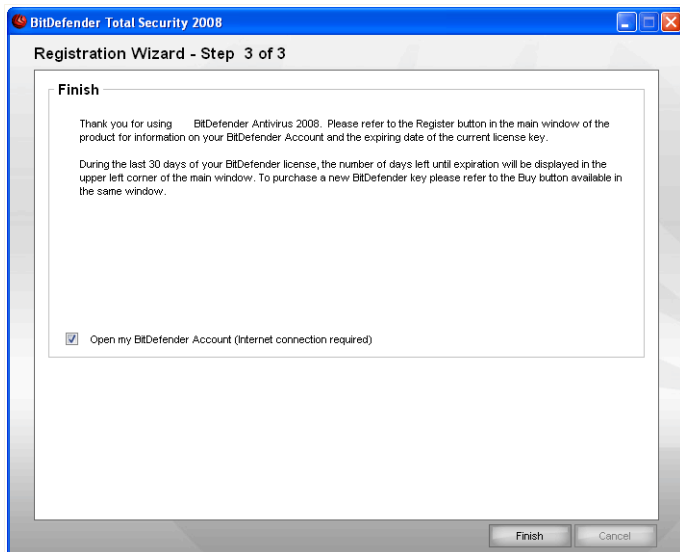 BitDefender Total Security 2008
Registration Wizard - Step 3 of 3
Finish
Thank you for using BitDefender Antivirus 2008. Please refer to the Register button in the main window of the
product for information on your BitDefender Account and the expiring date of the current license key.
During the last 30 days of your BitDefender license, the number of days left until expiration will be displayed in the
upper left corner of the main window. To purchase a new BitDefender key please refer to the Buy button available in
the same window.
Open my BitDefender Account (Internet connection required)
Finish Cancel